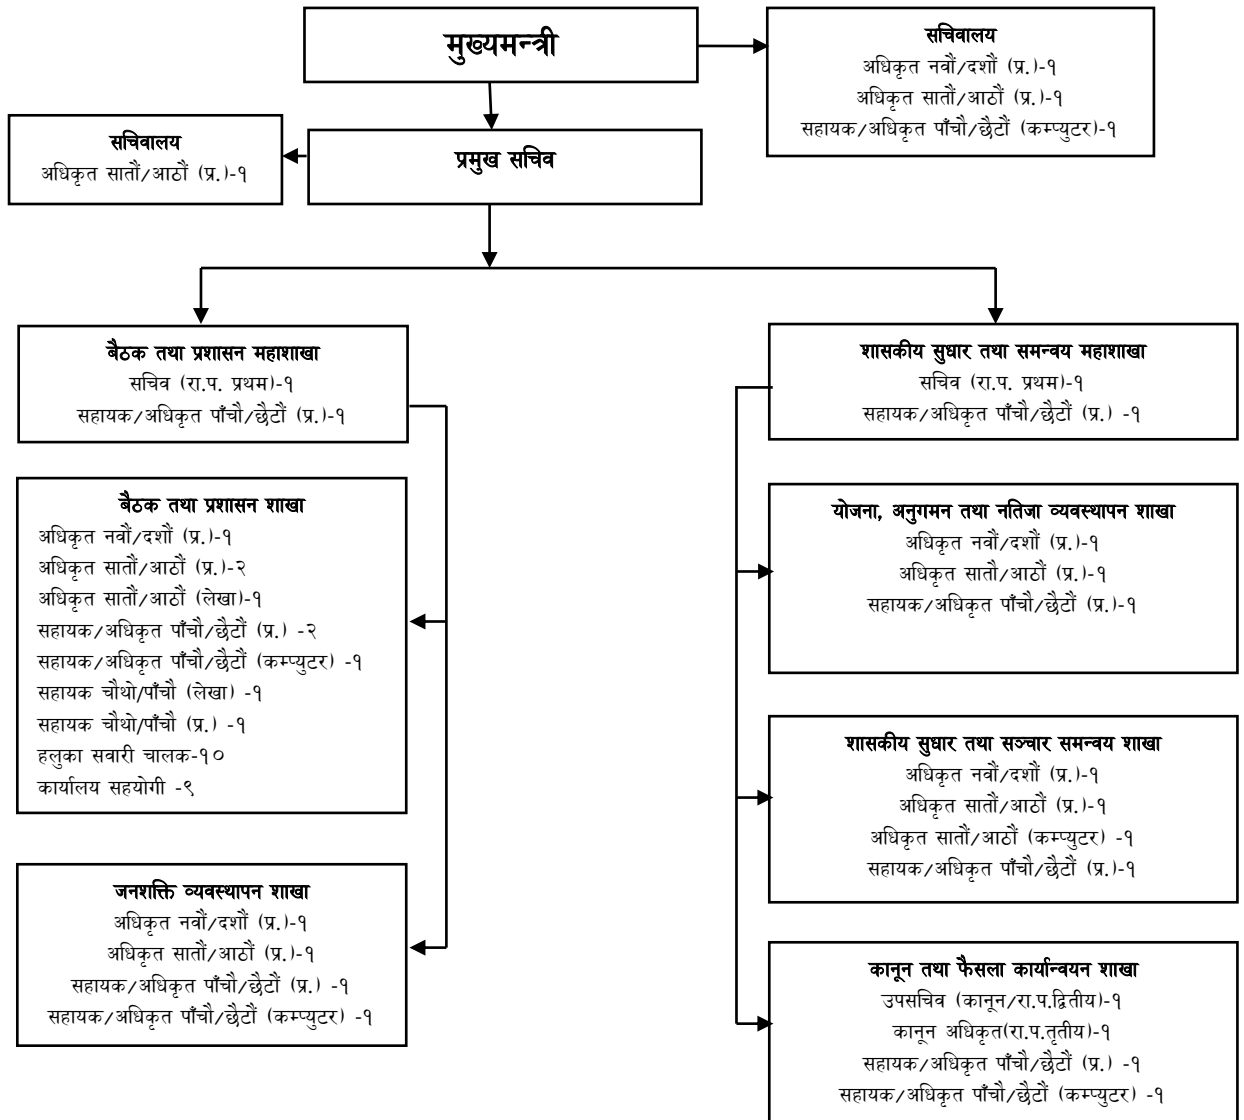 मुख्यमन्त्री
सचिवालय
अधिकृत नवौं/दशौं (प्र.)-१
अधिकृत सातौं/आठौं (प्र.)-१
सहायक/अधिकृत पाँचौ/छैटौं (कम्प्युटर)-१
सचिवालय
अधिकृत सातौं/आठौं (प्र.)-१
प्रमुख सचिव
बैठक तथा प्रशासन महाशाखा
सचिव (रा.प. प्रथम)-१
सहायक/अधिकृत पाँचौ/छैटौं (प्र.)-१
बैठक तथा प्रशासन शाखा
अधिकृत नवौं/दशौं (प्र.)-१
अधिकृत सातौं/आठौं (प्र.)-२
अधिकृत सातौं/आठौं (लेखा)-१
सहायक/अधिकृत पाँचौ/छैटौं (प्र.) -२
सहायक/अधिकृत पाँचौ/छैटौं (कम्प्युटर) -१
सहायक चौथो/पाँचौ (लेखा) -१
सहायक चौथो/पाँचौ (प्र.) -१
हलुका सवारी चालक-१०
कार्यालय सहयोगी -९
जनशक्ति व्यवस्थापन शाखा
अधिकृत नवौं/दशौं (प्र.)-१
अधिकृत सातौं/आठौं (प्र.)-१
सहायक/अधिकृत पाँचौ/छैटौं (प्र.) -१
सहायक/अधिकृत पाँचौ/छैटौं (कम्प्युटर) -१
शासकीय सुधार तथा समन्वय महाशाखा
सचिव (रा.प. प्रथम)-१
सहायक/अधिकृत पाँचौ/छैटौं (प्र.) -१
योजना, अनुगमन तथा नतिजा व्यवस्थापन शाखा
अधिकृत नवौं/दशौं (प्र.)-१
अधिकृत सातौ/आठौं (प्र.)-१
सहायक/अधिकृत पाँचौ/छैटौं (प्र.)-१
शासकीय सुधार तथा सञ्चार समन्वय शाखा
अधिकृत नवौं/दशौं (प्र.)-१
अधिकृत सातौं/आठौं (प्र.)-१
अधिकृत सातौं/आठौं (कम्प्युटर) -१
सहायक/अधिकृत पाँचौ/छैटौं (प्र.)-१
कानून तथा फैसला कार्यान्वयन शाखा
उपसचिव (कानून/रा.प.द्वितीय)-१
कानून अधिकृत(रा.प.तृतीय)-१
सहायक/अधिकृत पाँचौ/छैटौं (प्र.) -१
सहायक/अधिकृत पाँचौ/छैटौं (कम्प्युटर) -१